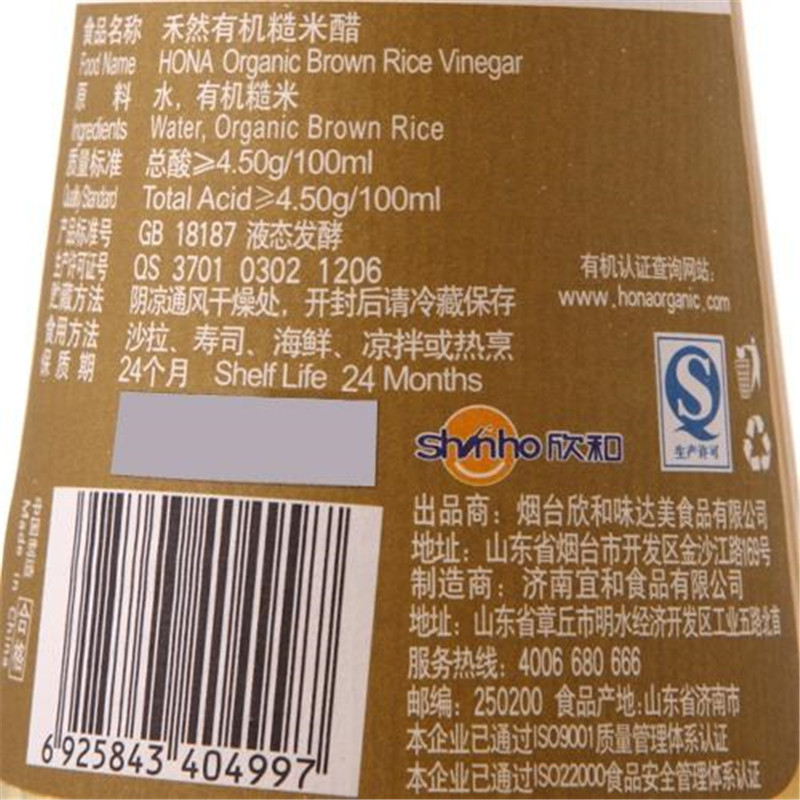 食品名称 禾然有机糙米醋
Food Name HONA Organic Brown Rice Vinegar
原 料 水, 有机糙米
Ingredients Water, Organic Brown Rice
质量标准 总酸≥4.50g/100ml
Quality Standard Total Acid≥4.50g/100ml
产品标准号 GB 18187 液态发酵
生产许可证号 QS 3701 0302 1206
贮藏方法 阴凉通风干燥处, 开封后请冷藏保存
食用方法 沙拉、寿司、海鲜、凉拌或热烹
保 质 期 24个月 Shelf Life 24 Months
有机认证查询网站:
www.honaorganic.com
生产许可
shinho 欣和
出品商: 烟台欣和味达美食品有限公司
地址: 山东省烟台市开发区金沙江路169号
制造商: 济南宜和食品有限公司
地址: 山东省章丘市明水经济开发区工业五路北首
服务热线: 4006 680 666
邮编: 250200 食品产地:山东省济南市
本企业已通过ISO9001质量管理体系认证
本企业已通过ISO22000食品安全管理体系认证
中国制造
Made in China
合格
6 925843 404997